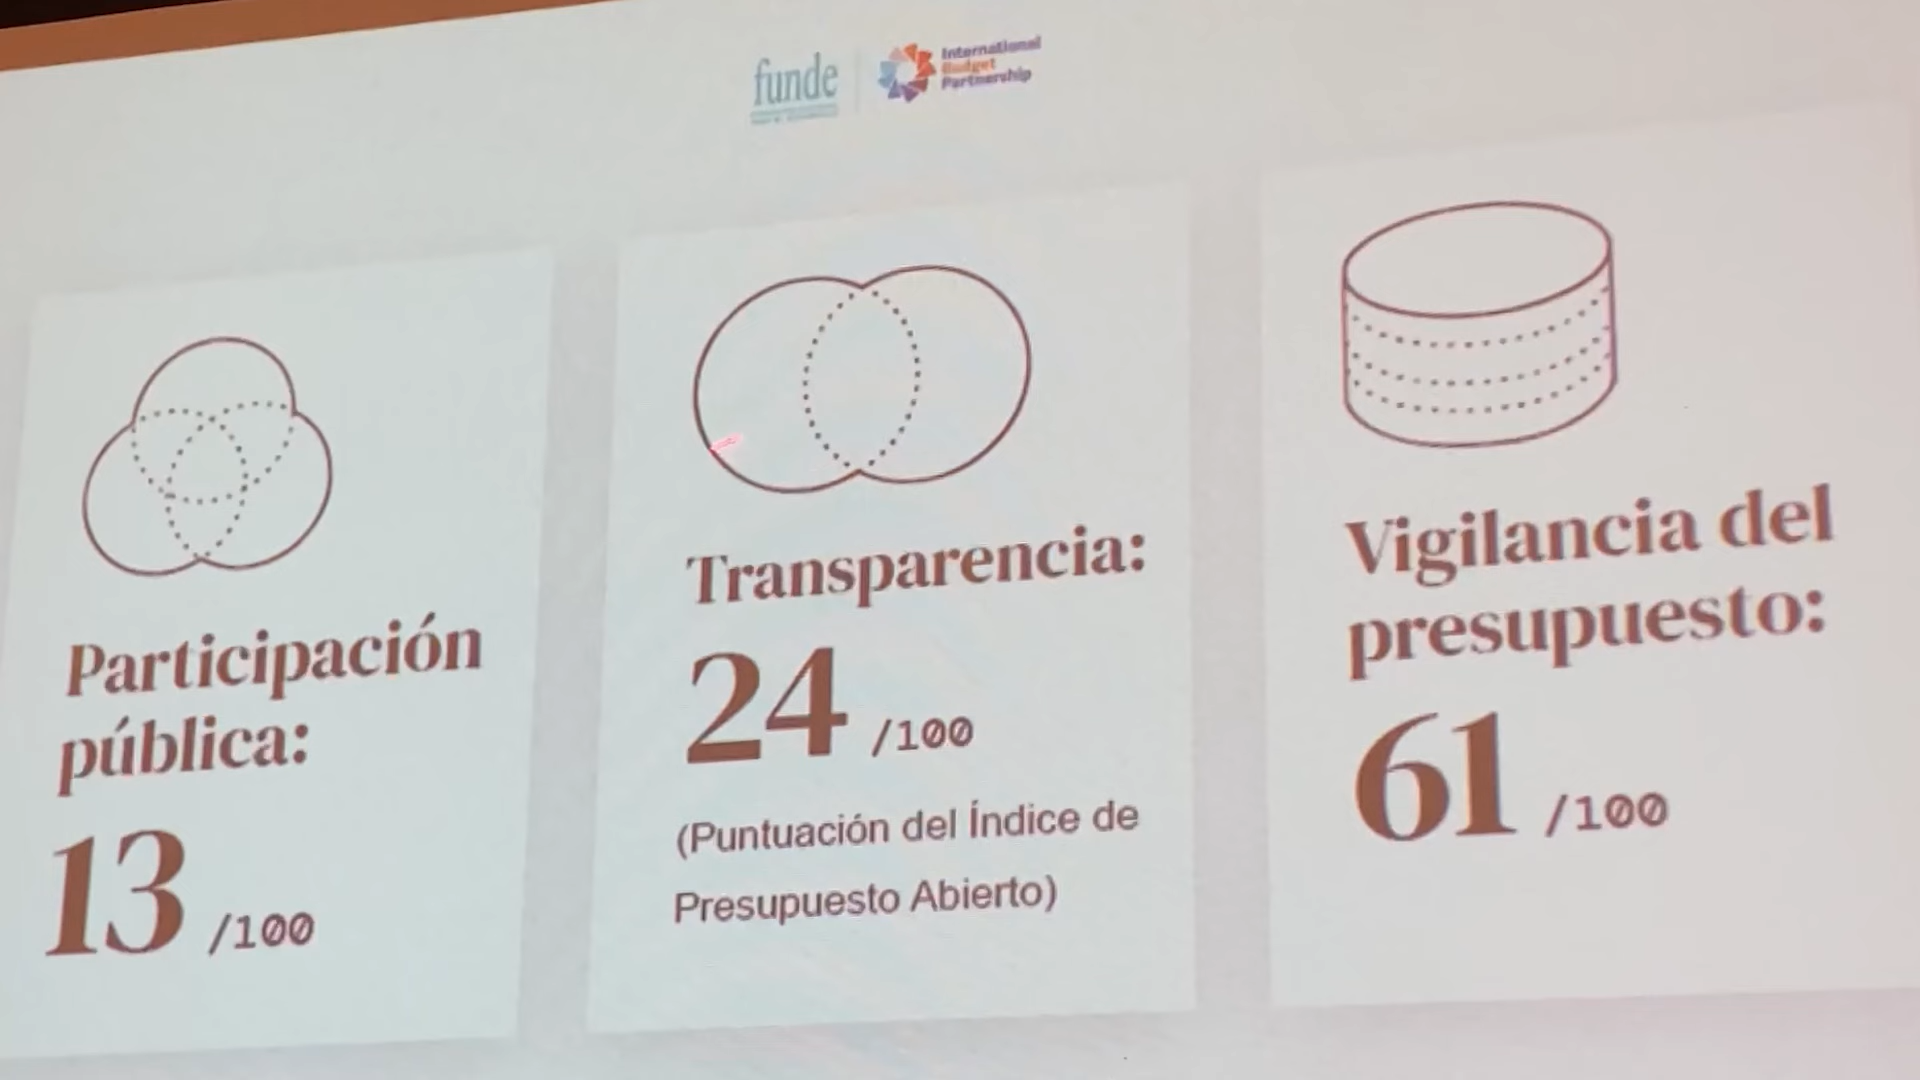 funde
International
Budget
Partnership
Participación
pública:
13 /100
Transparencia:
24 /100
(Puntuación del Índice de
Presupuesto Abierto)
Vigilancia del
presupuesto:
61 /100